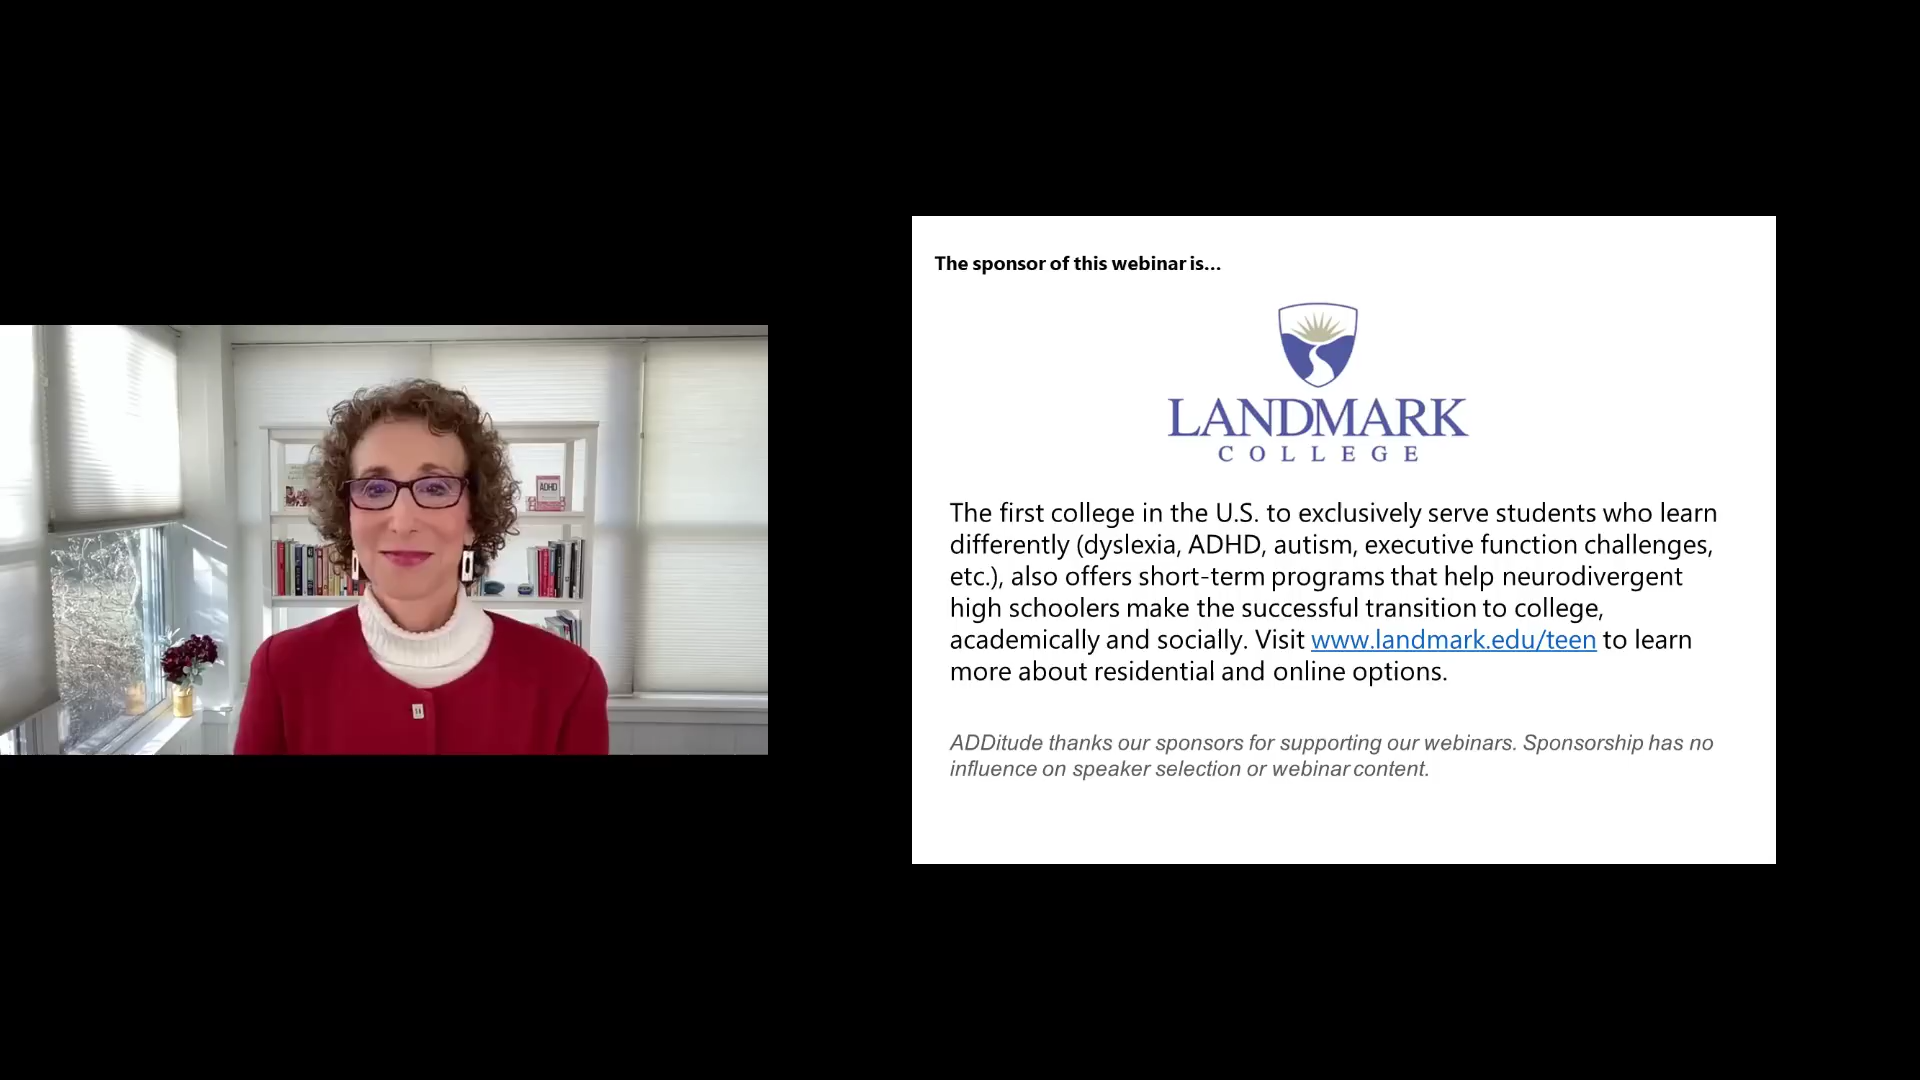 ADHD
The sponsor of this webinar is...
LANDMARK
COLLEGE
The first college in the U.S. to exclusively serve students who learn
differently (dyslexia, ADHD, autism, executive function challenges,
etc.), also offers short-term programs that help neurodivergent
high schoolers make the successful transition to college,
academically and socially. Visit www.landmark.edu/teen to learn
more about residential and online options.
ADDitude thanks our sponsors for supporting our webinars. Sponsorship has no
influence on speaker selection or webinar content.